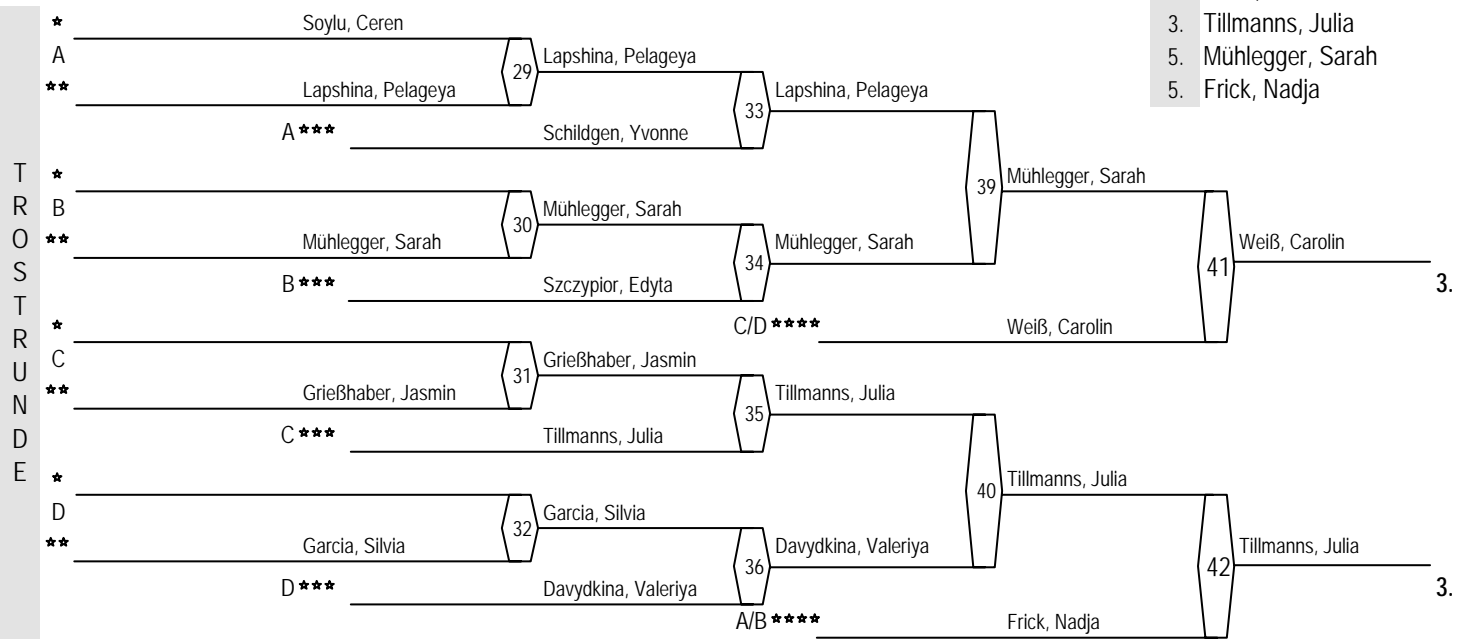 3. Tillmanns, Julia
5. Mühlegger, Sarah
5. Frick, Nadja
TROSTRUNDE
* Soylu, Ceren
A
29 Lapshina, Pelageya
** Lapshina, Pelageya
33 Lapshina, Pelageya
A *** Schildgen, Yvonne
*
39 Mühlegger, Sarah
B
30 Mühlegger, Sarah
** Mühlegger, Sarah
34 Mühlegger, Sarah
41 Weiß, Carolin
3.
B *** Szczypior, Edyta
*
C/D **** Weiß, Carolin
C
31 Grießhaber, Jasmin
** Grießhaber, Jasmin
35 Tillmanns, Julia
C *** Tillmanns, Julia
*
40 Tillmanns, Julia
D
32 Garcia, Silvia
** Garcia, Silvia
36 Davydkina, Valeriya
42 Tillmanns, Julia
3.
D *** Davydkina, Valeriya
A/B **** Frick, Nadja